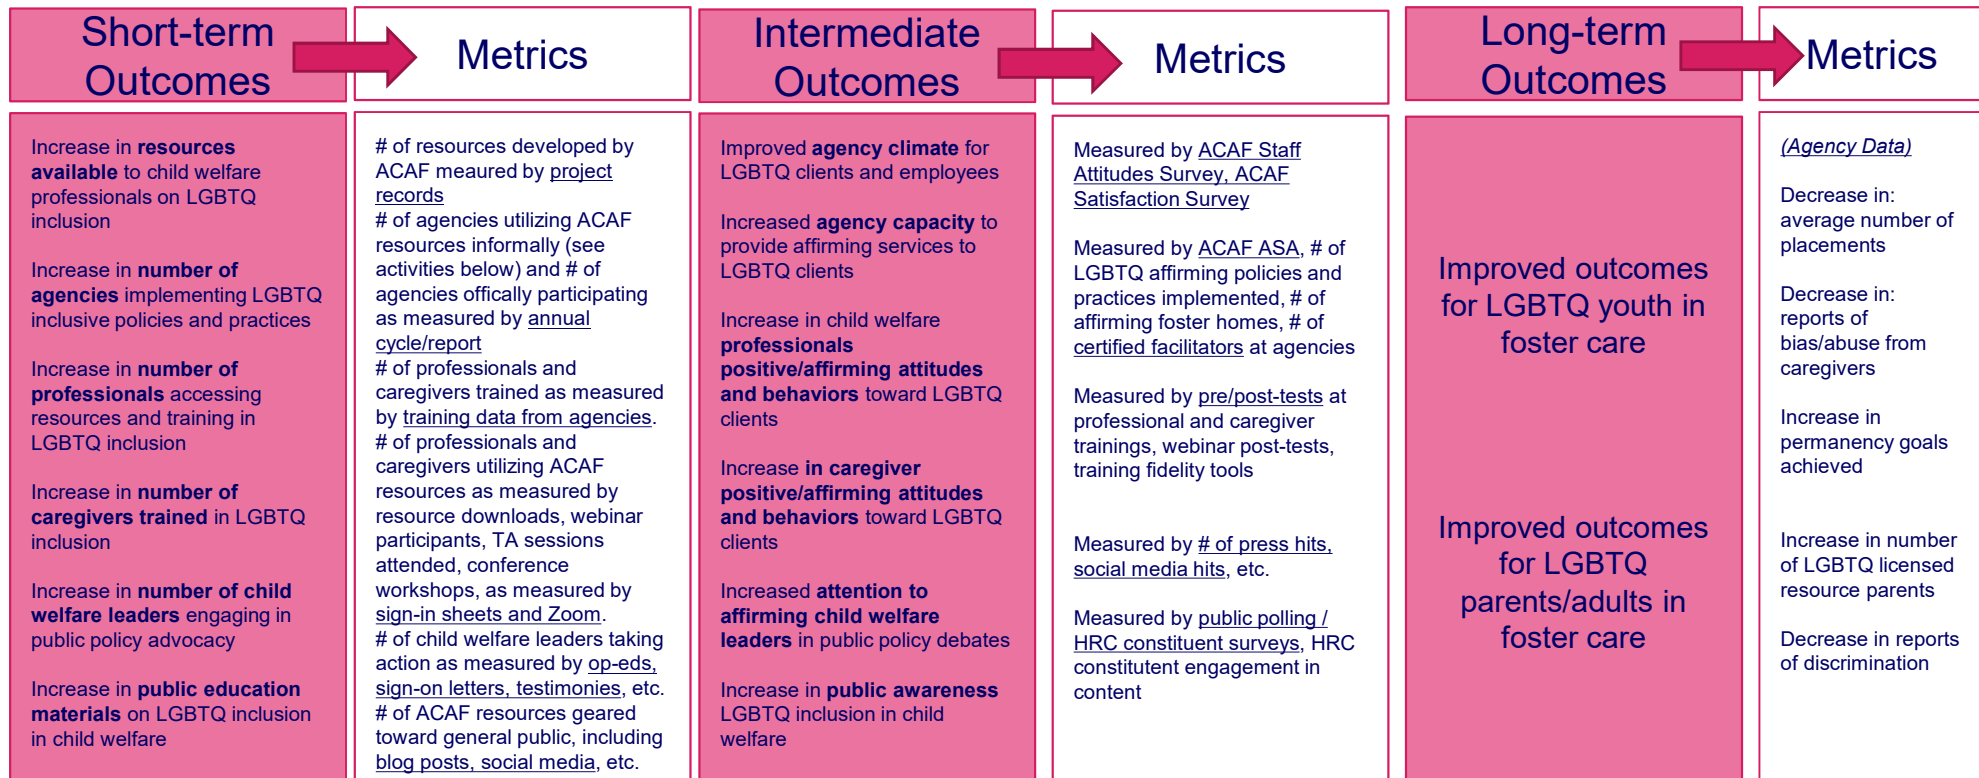 Short-term
Outcomes
Metrics
Intermediate
Outcomes
Metrics
Long-term
Outcomes
Metrics
Increase in resources
available to child welfare
professionals on LGBTQ
inclusion
Increase in number of
agencies implementing LGBTQ
inclusive policies and practices
Increase in number of
professionals accessing
resources and training in
LGBTQ inclusion
Increase in number of
caregivers trained in LGBTQ
inclusion
Increase in number of child
welfare leaders engaging in
public policy advocacy
Increase in public education
materials on LGBTQ inclusion
in child welfare
# of resources developed by
ACAF meaured by project
records
# of agencies utilizing ACAF
resources informally (see
activities below) and # of
agencies offically participating
as measured by annual
cycle/report
# of professionals and
caregivers trained as measured
by training data from agencies.
# of professionals and
caregivers utilizing ACAF
resources as measured by
resource downloads, webinar
participants, TA sessions
attended, conference
workshops, as measured by
sign-in sheets and Zoom.
# of child welfare leaders taking
action as measured by op-eds,
sign-on letters, testimonies, etc.
# of ACAF resources geared
toward general public, including
blog posts, social media, etc.
Improved agency climate for
LGBTQ clients and employees
Increased agency capacity to
provide affirming services to
LGBTQ clients
Increase in child welfare
professionals
positive/affirming attitudes
and behaviors toward LGBTQ
clients
Increase in caregiver
positive/affirming attitudes
and behaviors toward LGBTQ
clients
Increased attention to
affirming child welfare
leaders in public policy debates
Increase in public awareness
LGBTQ inclusion in child
welfare
Measured by ACAF Staff
Attitudes Survey, ACAF
Satisfaction Survey
Measured by ACAF ASA, # of
LGBTQ affirming policies and
practices implemented, # of
affirming foster homes, # of
certified facilitators at agencies
Measured by pre/post-tests at
professional and caregiver
trainings, webinar post-tests,
training fidelity tools
Measured by # of press hits,
social media hits, etc.
Measured by public polling /
HRC constituent surveys, HRC
constitutent engagement in
content
Improved outcomes
for LGBTQ youth in
foster care
Improved outcomes
for LGBTQ
parents/adults in
foster care
(Agency Data)
Decrease in:
average number of
placements
Decrease in:
reports of
bias/abuse from
caregivers
Increase in
permanency goals
achieved
Increase in number
of LGBTQ licensed
resource parents
Decrease in reports
of discrimination